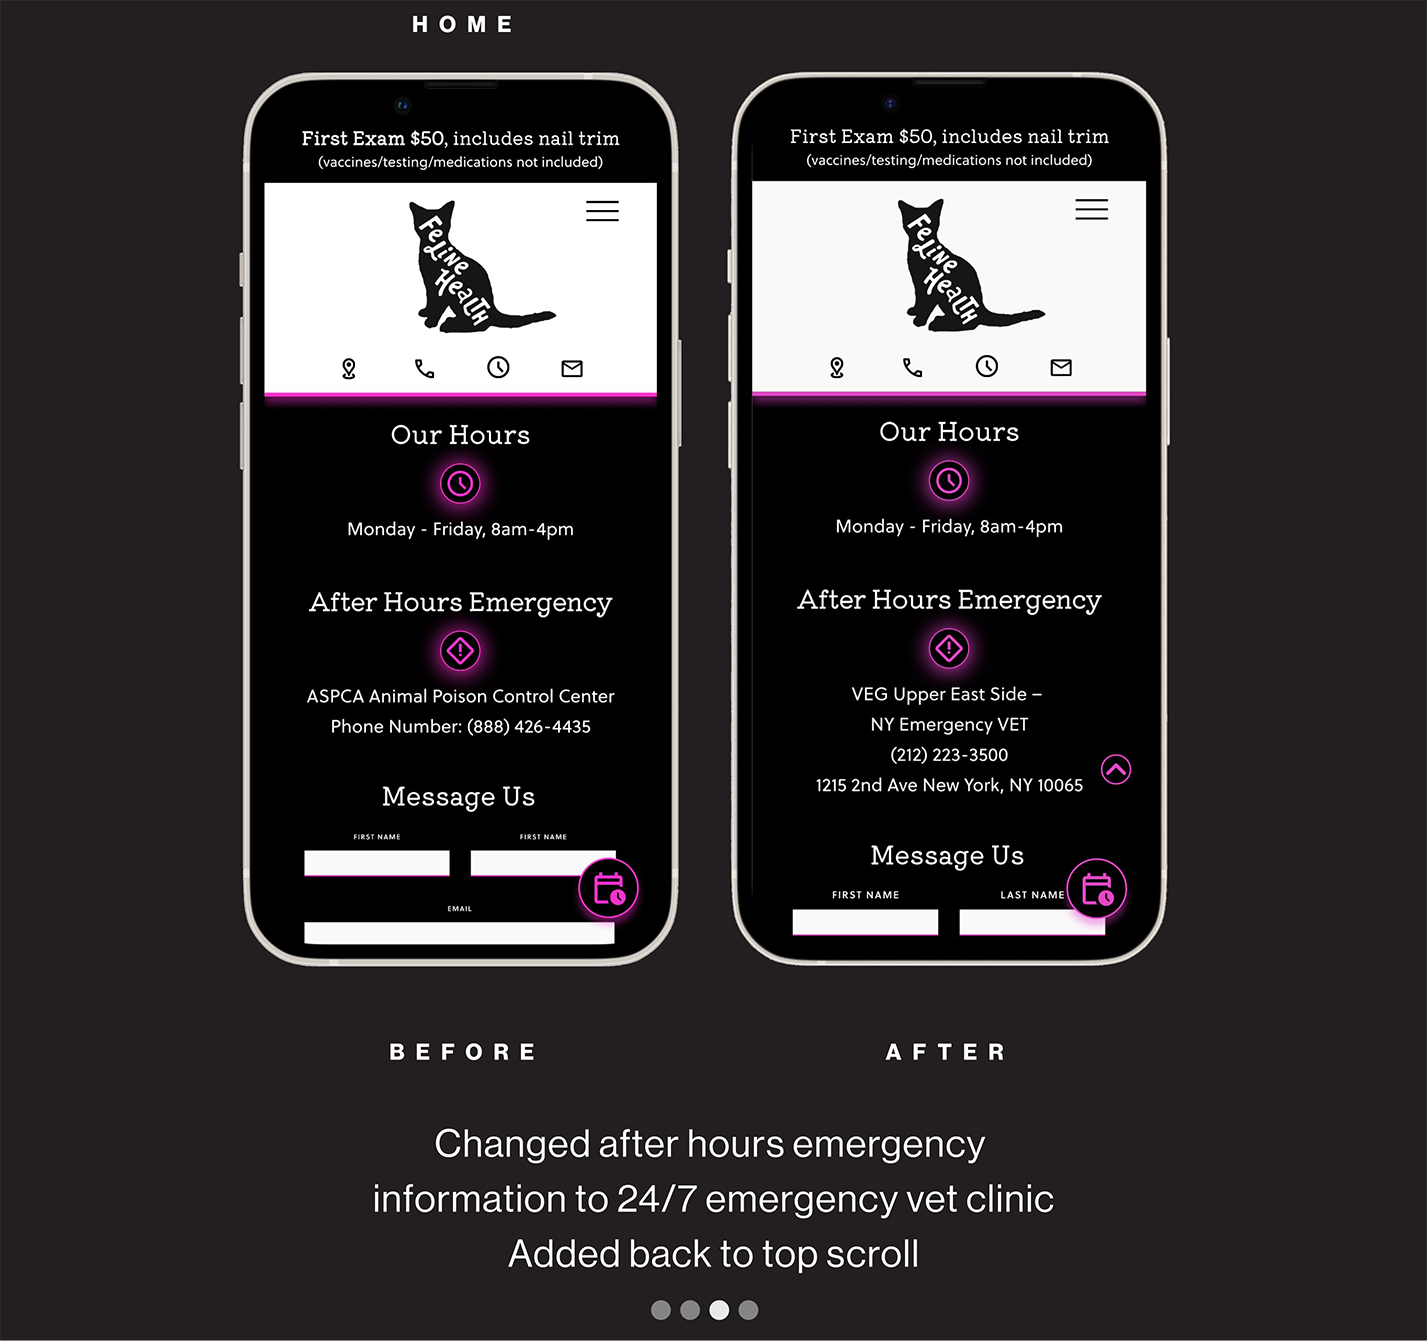 HOME
First Exam $50, includes nail trim
(vaccines/testing/medications not included)
FeLiNe
HeaLTH
Our Hours
Monday - Friday, 8am-4pm
After Hours Emergency
ASPCA Animal Poison Control Center
Phone Number: (888) 426-4435
Message Us
FIRST NAME
FIRST NAME
EMAIL
First Exam $50, includes nail trim
(vaccines/testing/medications not included)
FeLiNe
HeaLTH
Our Hours
Monday - Friday, 8am-4pm
After Hours Emergency
VEG Upper East Side –
NY Emergency VET
(212) 223-3500
1215 2nd Ave New York, NY 10065
Message Us
FIRST NAME
LAST NAME
BEFORE
AFTER
Changed after hours emergency
information to 24/7 emergency vet clinic
Added back to top scroll